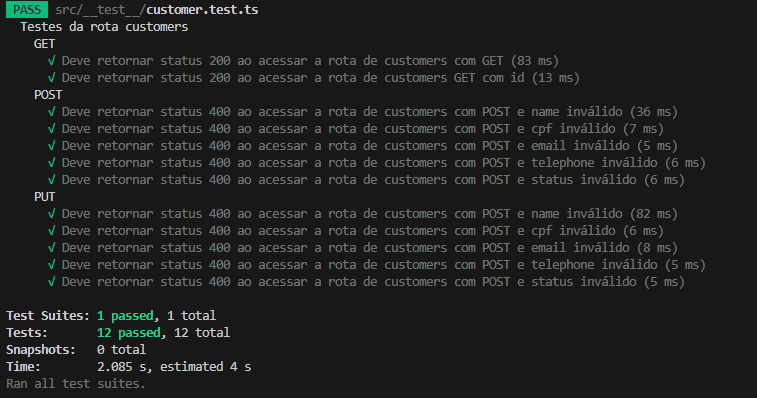 PASS src/__test__/customer.test.ts
Testes da rota customers
GET
√ Deve retornar status 200 ao acessar a rota de customers com GET (83 ms)
√ Deve retornar status 200 ao acessar a rota de customers GET com id (13 ms)
POST
√ Deve retornar status 400 ao acessar a rota de customers com POST e name inválido (36 ms)
√ Deve retornar status 400 ao acessar a rota de customers com POST e cpf inválido (7 ms)
√ Deve retornar status 400 ao acessar a rota de customers com POST e email inválido (5 ms)
√ Deve retornar status 400 ao acessar a rota de customers com POST e telephone inválido (6 ms)
√ Deve retornar status 400 ao acessar a rota de customers com POST e status inválido (6 ms)
PUT
√ Deve retornar status 400 ao acessar a rota de customers com POST e name inválido (82 ms)
√ Deve retornar status 400 ao acessar a rota de customers com POST e cpf inválido (6 ms)
√ Deve retornar status 400 ao acessar a rota de customers com POST e email inválido (8 ms)
√ Deve retornar status 400 ao acessar a rota de customers com POST e telephone inválido (5 ms)
√ Deve retornar status 400 ao acessar a rota de customers com POST e status inválido (5 ms)
Test Suites: 1 passed, 1 total
Tests: 12 passed, 12 total
Snapshots: 0 total
Time: 2.085 s, estimated 4 s
Ran all test suites.